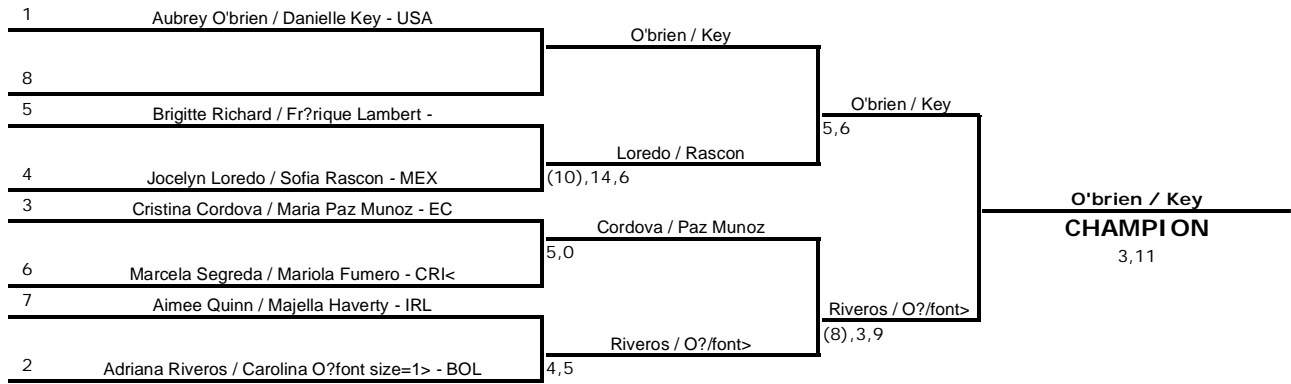 1 Aubrey O'brien / Danielle Key - USA
O'brien / Key
8
5 Brigitte Richard / Fr?rique Lambert -
O'brien / Key
5,6
Loredo / Rascon
4 Jocelyn Loredo / Sofia Rascon - MEX
(10),14,6
3 Cristina Cordova / Maria Paz Munoz - EC
O'brien / Key
CHAMPION
3,11
Cordova / Paz Munoz
5,0
6 Marcela Segreda / Mariola Fumero - CRI<
7 Aimee Quinn / Majella Haverty - IRL
Riveros / O?/font>
(8),3,9
Riveros / O?/font>
2 Adriana Riveros / Carolina O?font size=1> - BOL
4,5